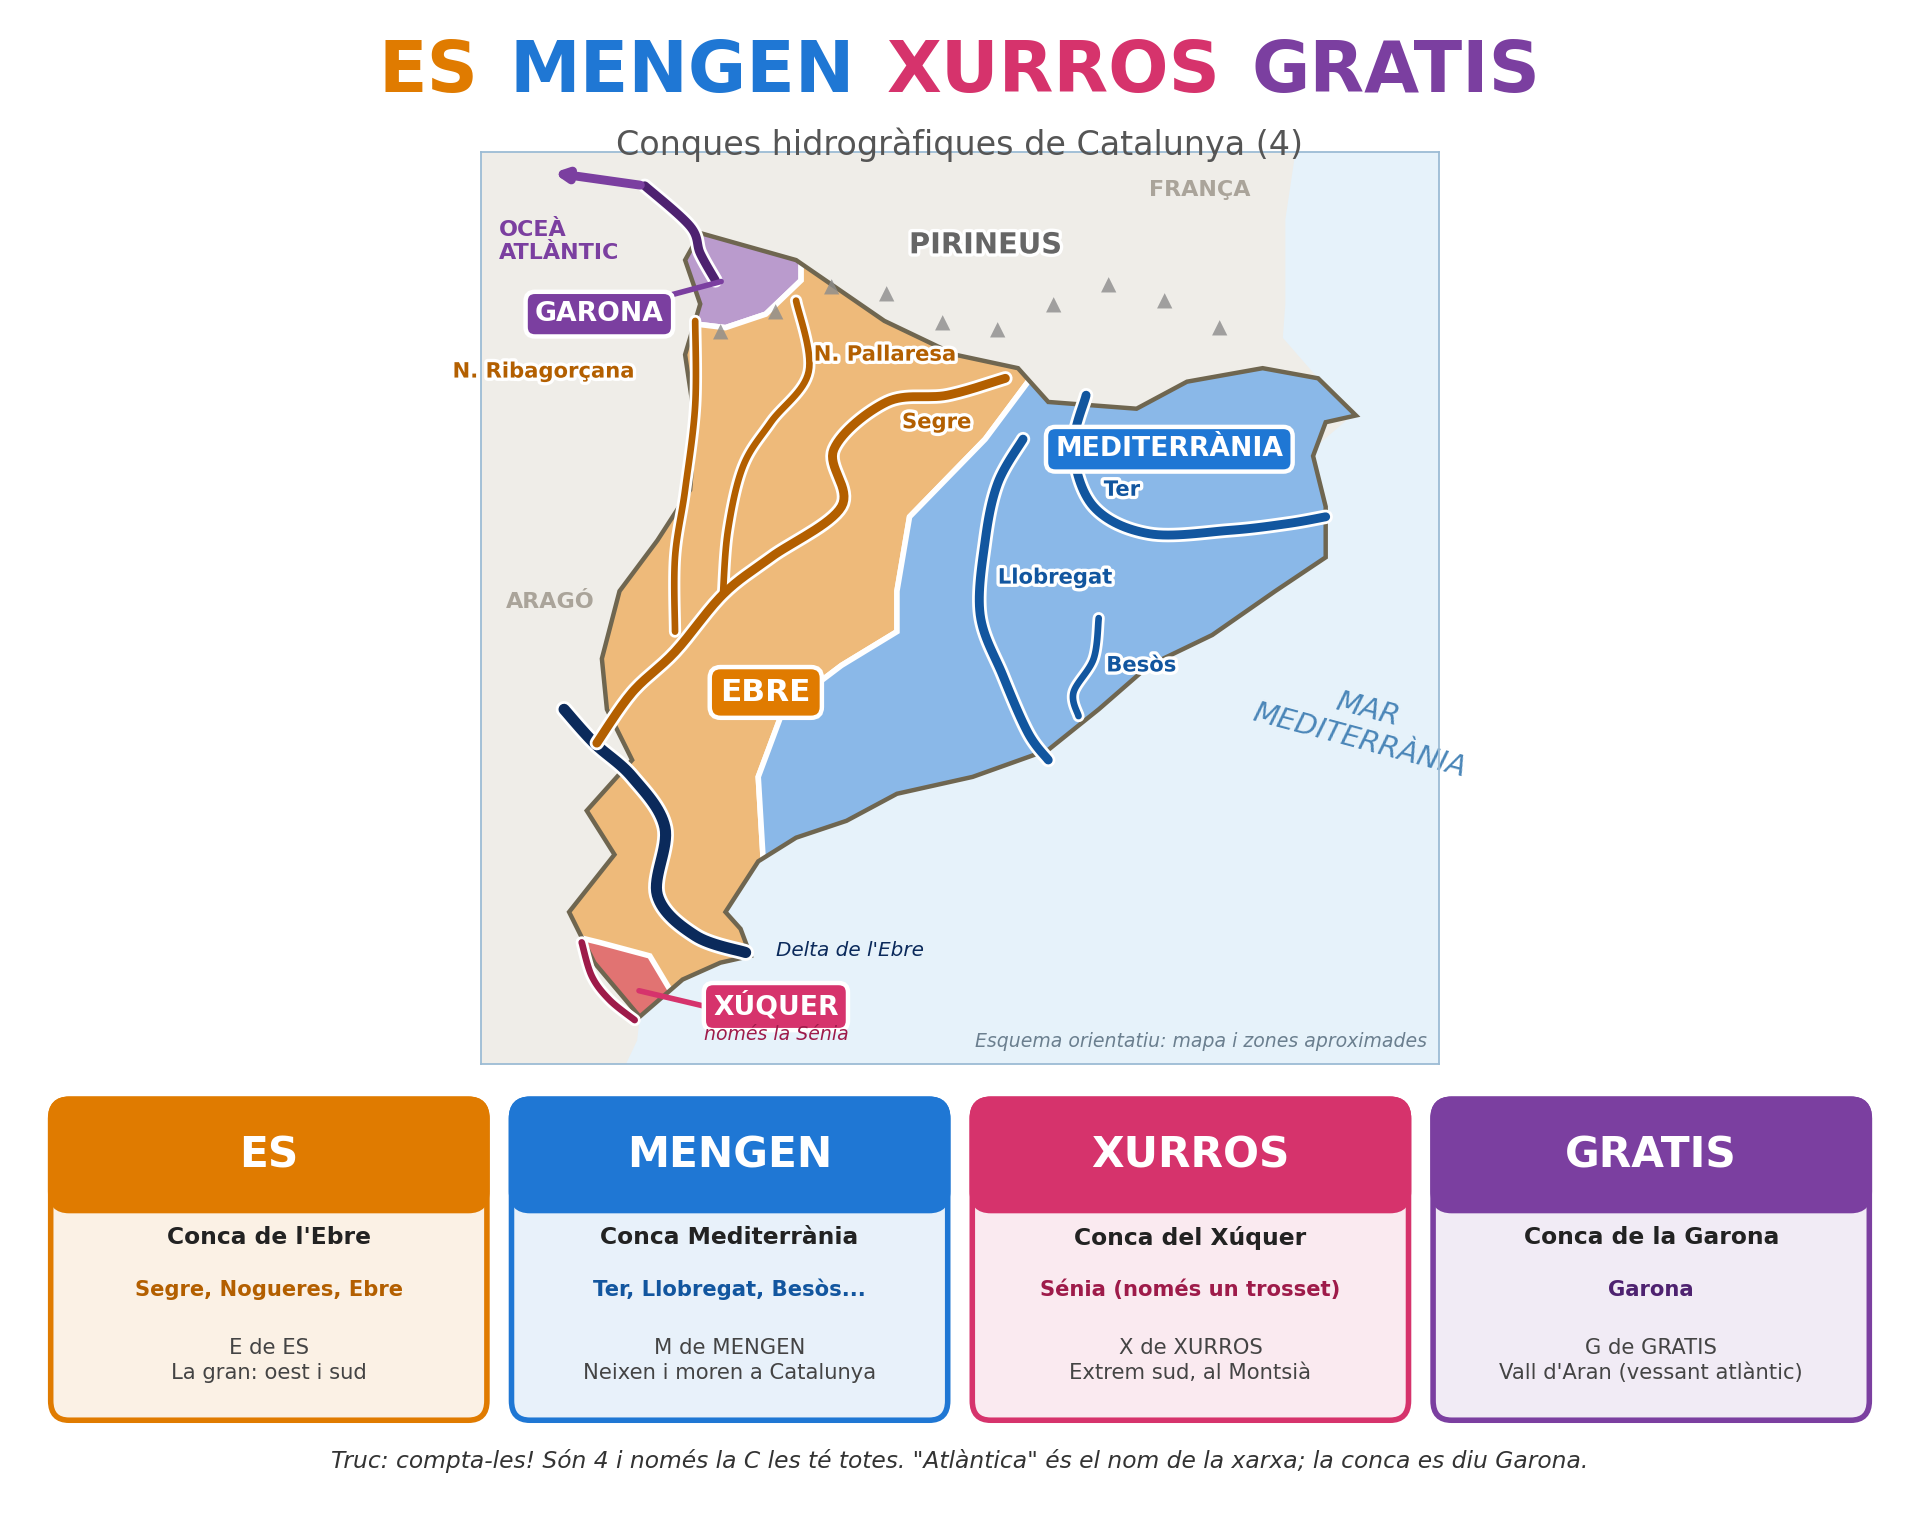 ES MENGEN XURROS GRATIS
Conques hidrogràfiques de Catalunya (4)
FRANÇA
OCEÀ
ATLÀNTIC
PIRINEUS
GARONA
N. Pallaresa
N. Ribagorçana
Segre
MEDITERRÀNIA
Ter
Llobregat
ARAGÓ
Besòs
EBRE
MAR
MEDITERRÀNIA
Delta de l'Ebre
XÚQUER
només la Sénia
Esquema orientatiu: mapa i zones aproximades
ES
Conca de l'Ebre
Segre, Nogueres, Ebre
E de ES
La gran: oest i sud
MENGEN
Conca Mediterrània
Ter, Llobregat, Besòs...
M de MENGEN
Neixen i moren a Catalunya
XURROS
Conca del Xúquer
Sénia (només un trosset)
X de XURROS
Extrem sud, al Montsià
GRATIS
Conca de la Garona
Garona
G de GRATIS
Vall d'Aran (vessant atlàntic)
Truc: compta-les! Són 4 i només la C les té totes. "Atlàntica" és el nom de la xarxa; la conca es diu Garona.